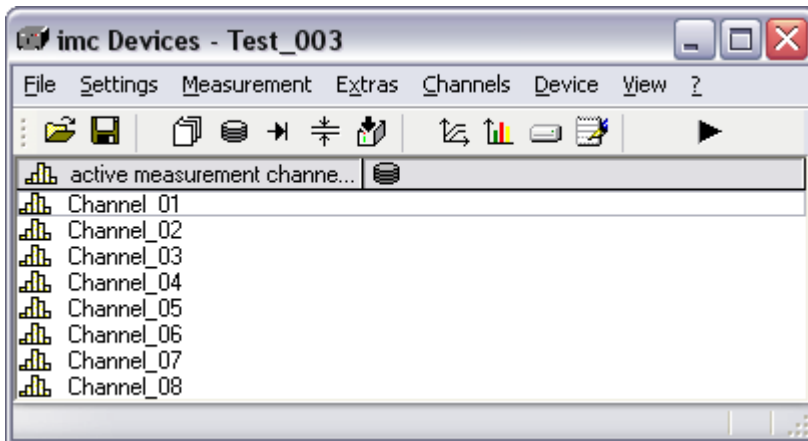 imc Devices - Test_003
File Settings Measurement Extras Channels Device View ?
active measurement channe...
Channel_01
Channel_02
Channel_03
Channel_04
Channel_05
Channel_06
Channel_07
Channel_08